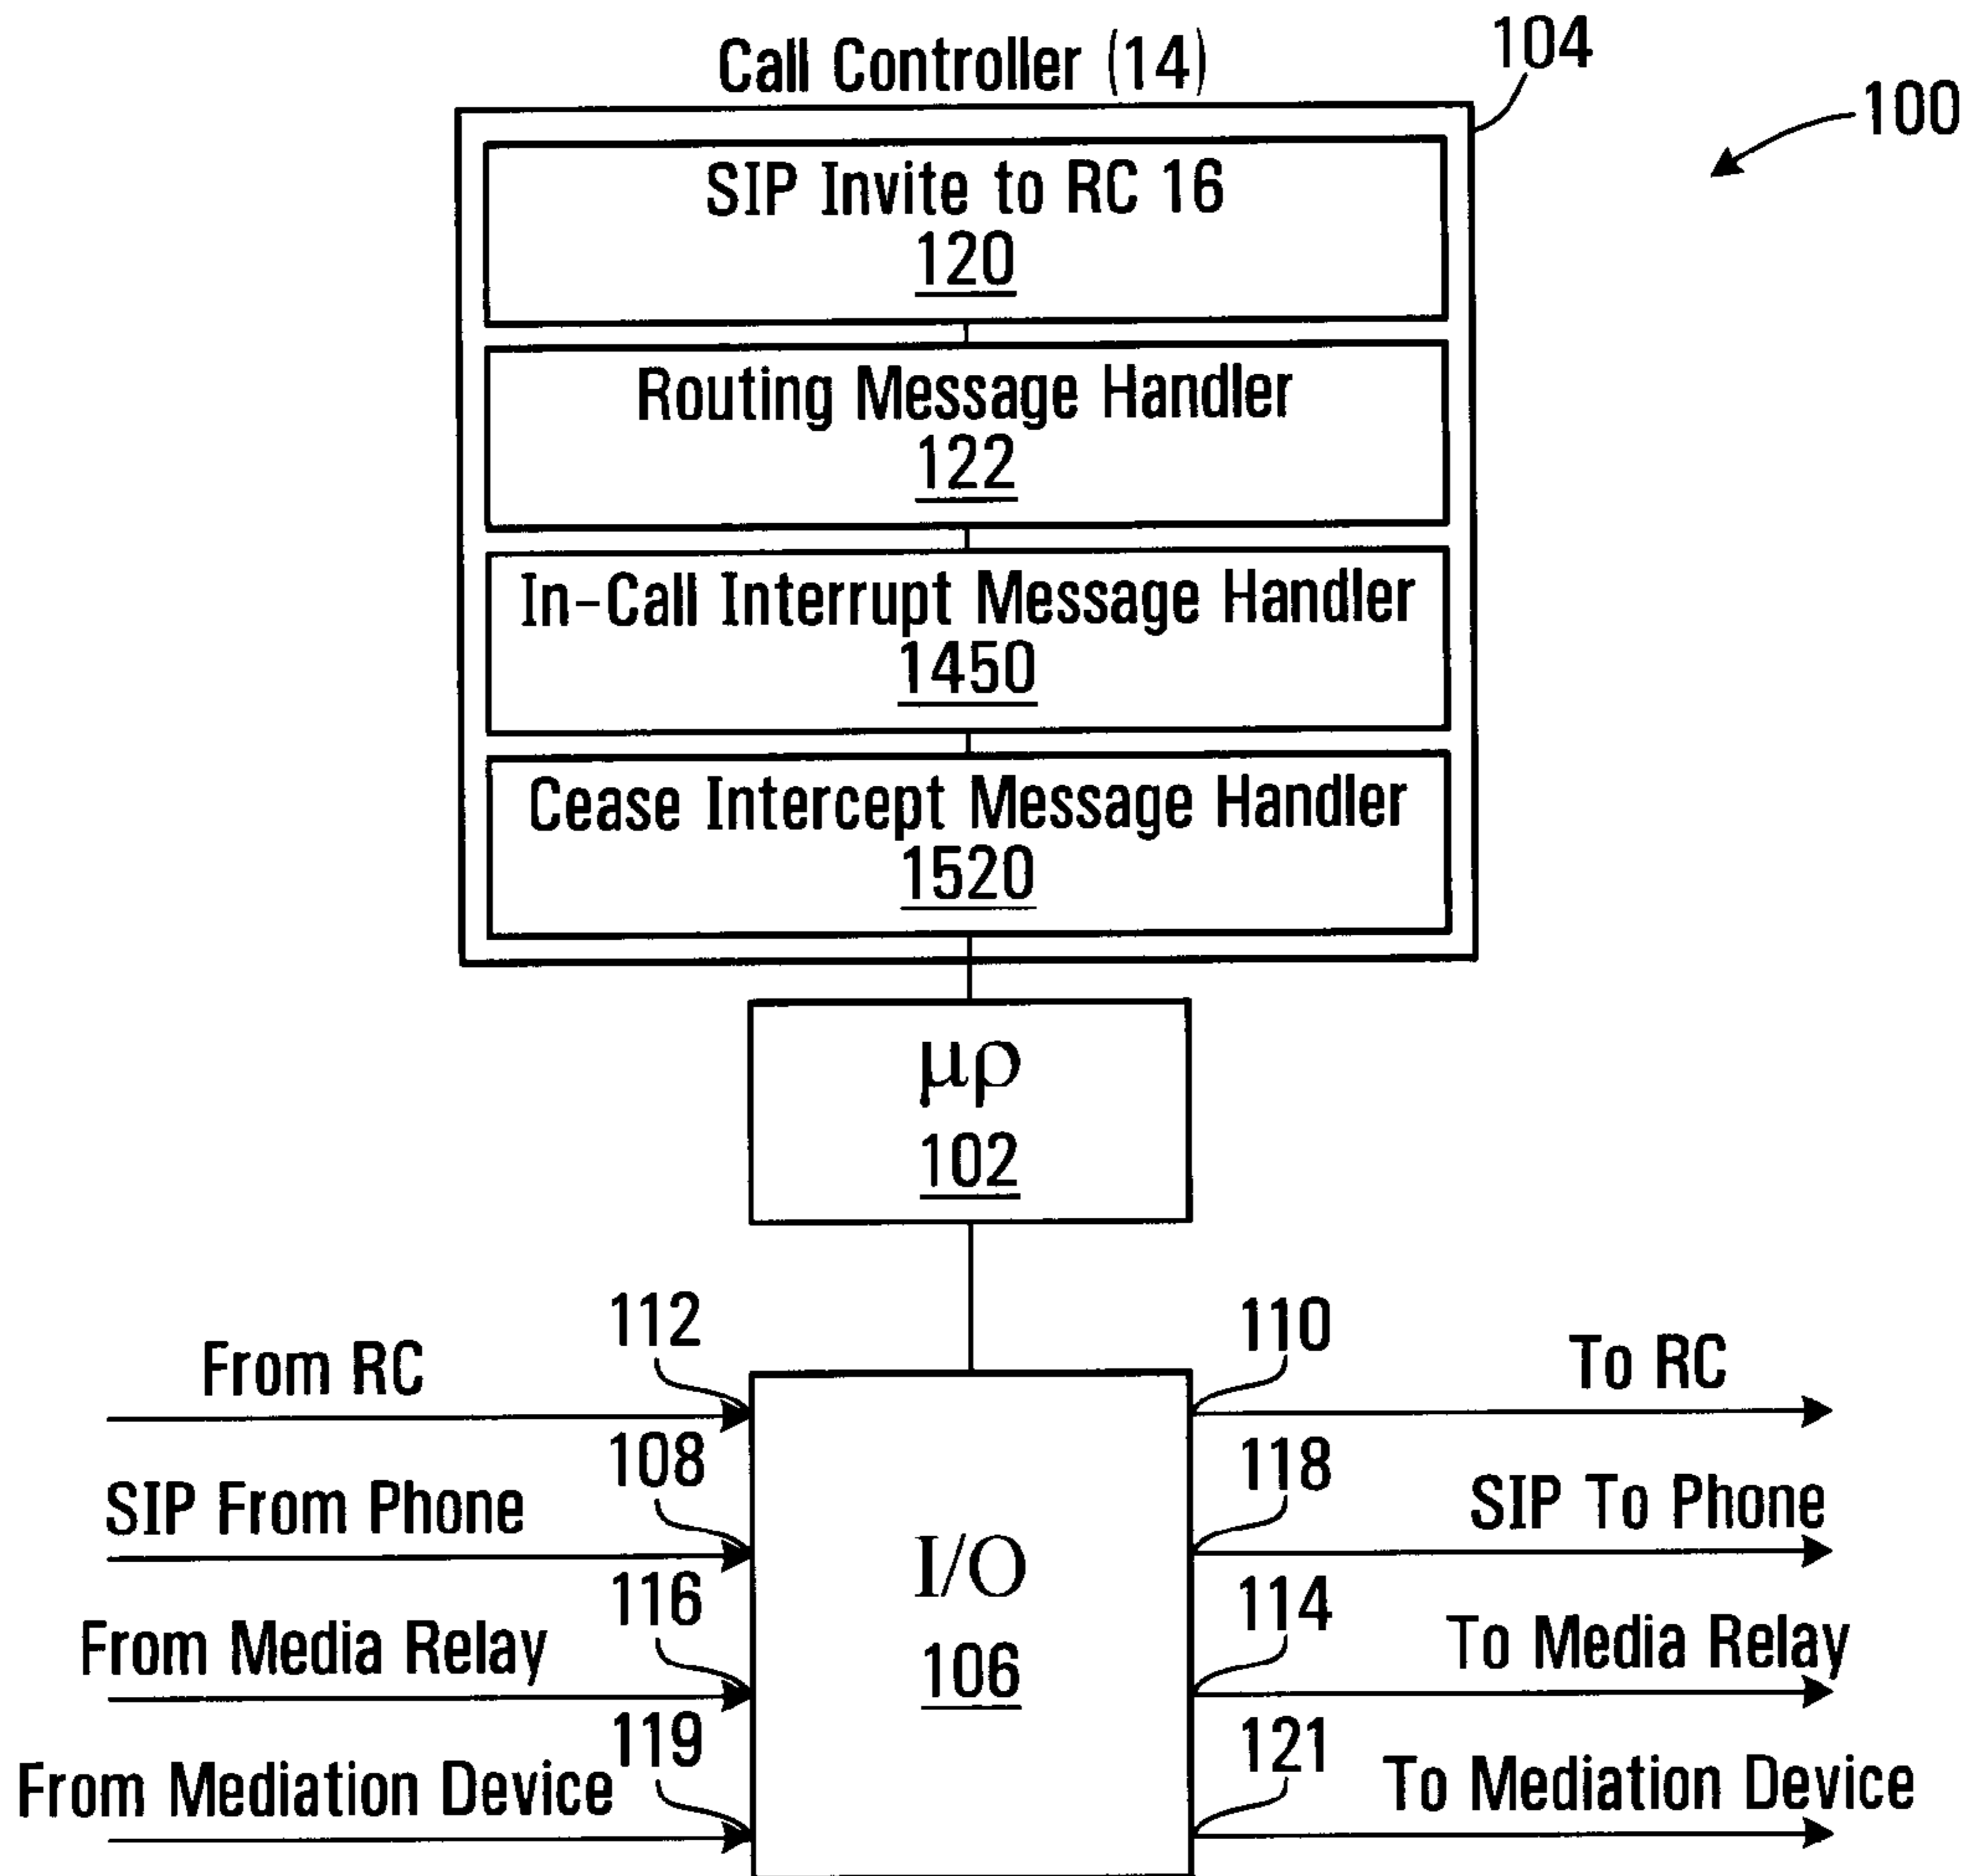 Call Controller (14)
104
100
SIP Invite to RC 16
120
Routing Message Handler
122
In-Call Interrupt Message Handler
1450
Cease Intercept Message Handler
1520
μρ
102
112
110
From RC
To RC
108
118
SIP From Phone
SIP To Phone
I/O
116
114
From Media Relay
To Media Relay
106
119
121
From Mediation Device
To Mediation Device